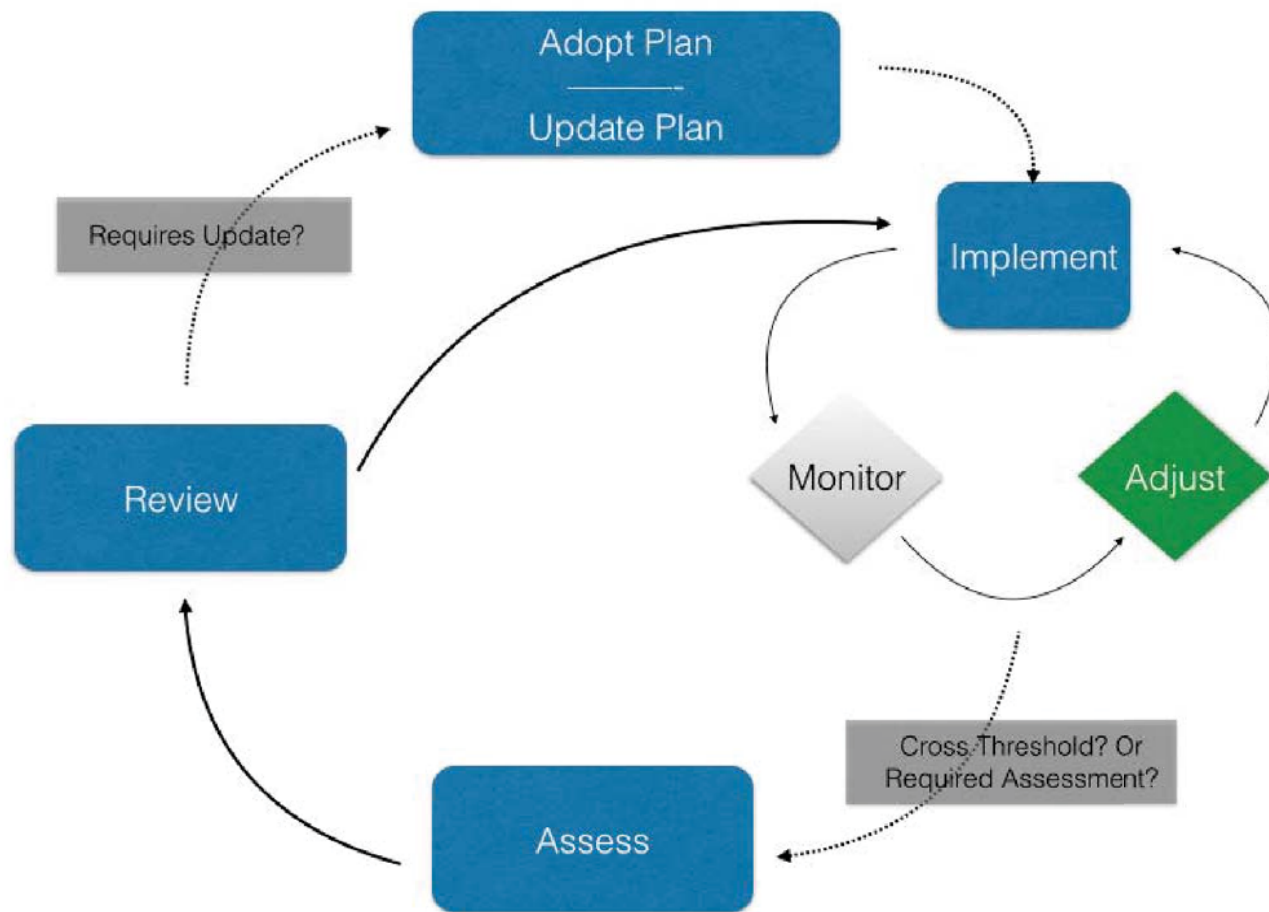 Adopt Plan
Update Plan
Requires Update?
Implement
Monitor
Adjust
Review
Cross Threshold? Or
Required Assessment?
Assess